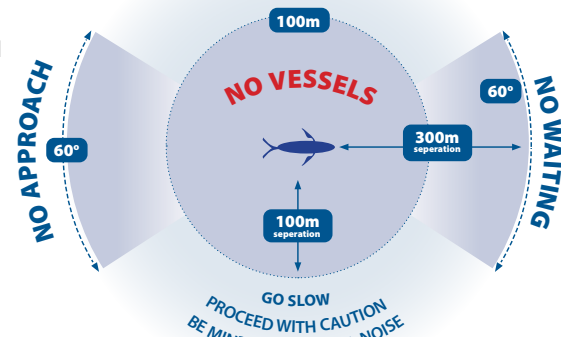 100m
NO VESSELS
NO APPROACH
60º
60º
NO WAITING
300m
seperation
100m
seperation
GO SLOW
PROCEED WITH CAUTION
BE NOISE